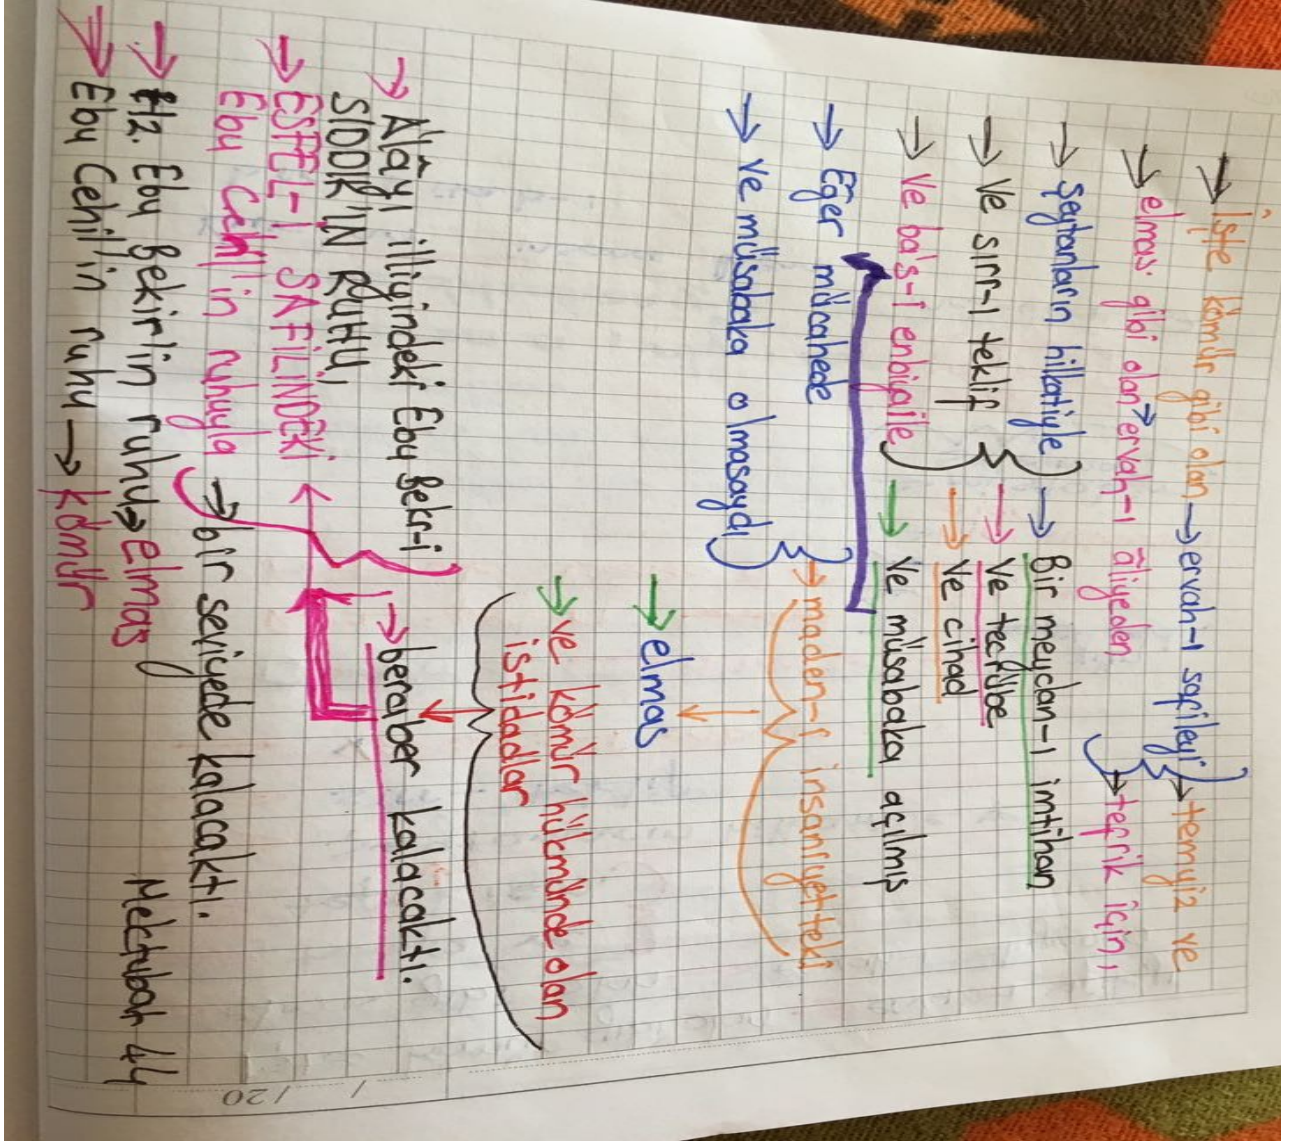 → İşte kömür gibi olan → ervah-ı safileyi → temyiz ve
→ elmas gibi olan → ervah-ı âliyeden → tefrik için,
→ şeytanların hilkatiyle → Bir meydan-ı imtihan
→ Ve sırr-ı teklif → Ve tecrübe
→ Ve ba's-ı enbiyaile → Ve cihad
→ Ve müsabaka açılmış
→ Eğer mücahede
→ ve müsabaka olmasaydı → maden-i insaniyetteki
→ elmas
→ ve kömür hükmünde olan
istidadlar
→ beraber kalacaktı.
→ A'lâyı illiyindeki Ebu Bekr-i
SIDDIK'IN RUHU,
→ ESFEL-İ SAFİLİNDEKİ
Ebu Cehl'in ruhuyla → bir seviyede kalacaktı.
→ Hz. Ebu Bekir'in ruhu → elmas
→ Ebu Cehil'in ruhu → kömür
Mektubat 44
/ /20